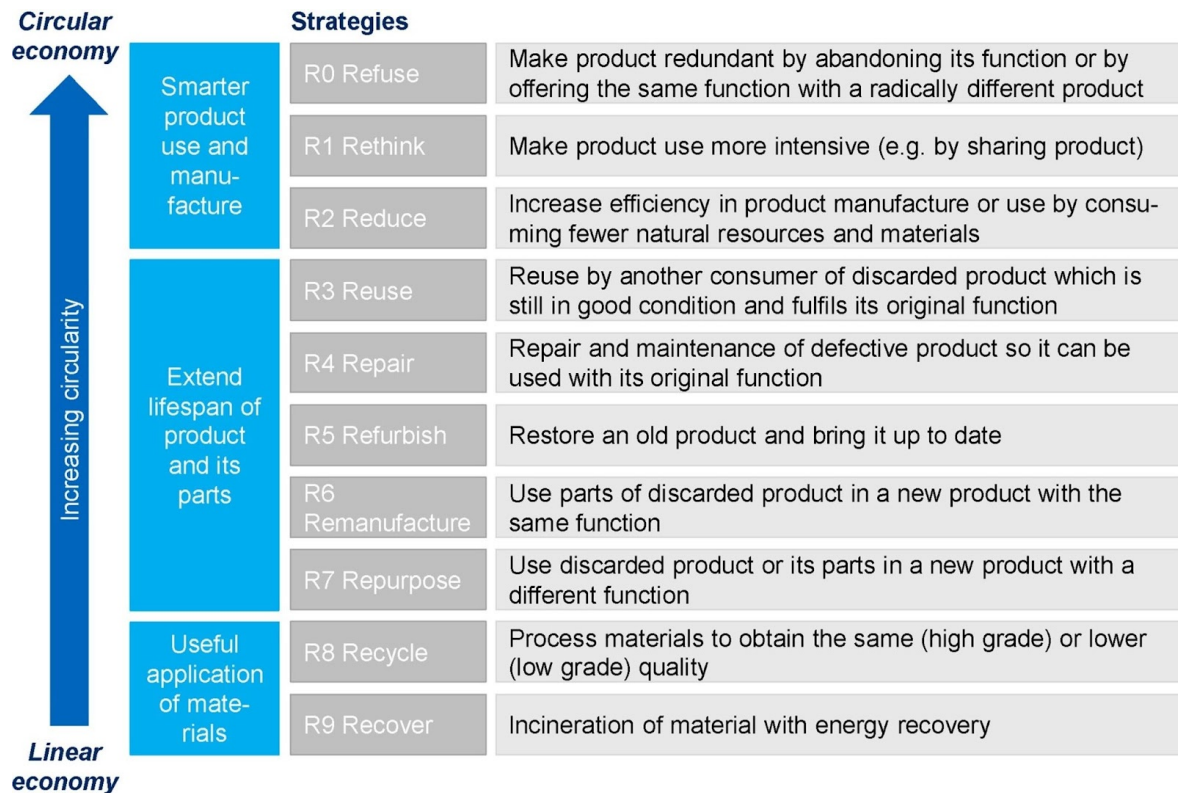 Circular
economy
Strategies
Increasing circularity
Linear
economy
Smarter
product
use and
manu-
facture
R0 Refuse
Make product redundant by abandoning its function or by
offering the same function with a radically different product
R1 Rethink
Make product use more intensive (e.g. by sharing product)
R2 Reduce
Increase efficiency in product manufacture or use by consu-
ming fewer natural resources and materials
Extend
lifespan of
product
and its
parts
R3 Reuse
Reuse by another consumer of discarded product which is
still in good condition and fulfils its original function
R4 Repair
Repair and maintenance of defective product so it can be
used with its original function
R5 Refurbish
Restore an old product and bring it up to date
R6
Remanufacture
Use parts of discarded product in a new product with the
same function
R7 Repurpose
Use discarded product or its parts in a new product with a
different function
Useful
application
of mate-
rials
R8 Recycle
Process materials to obtain the same (high grade) or lower
(low grade) quality
R9 Recover
Incineration of material with energy recovery